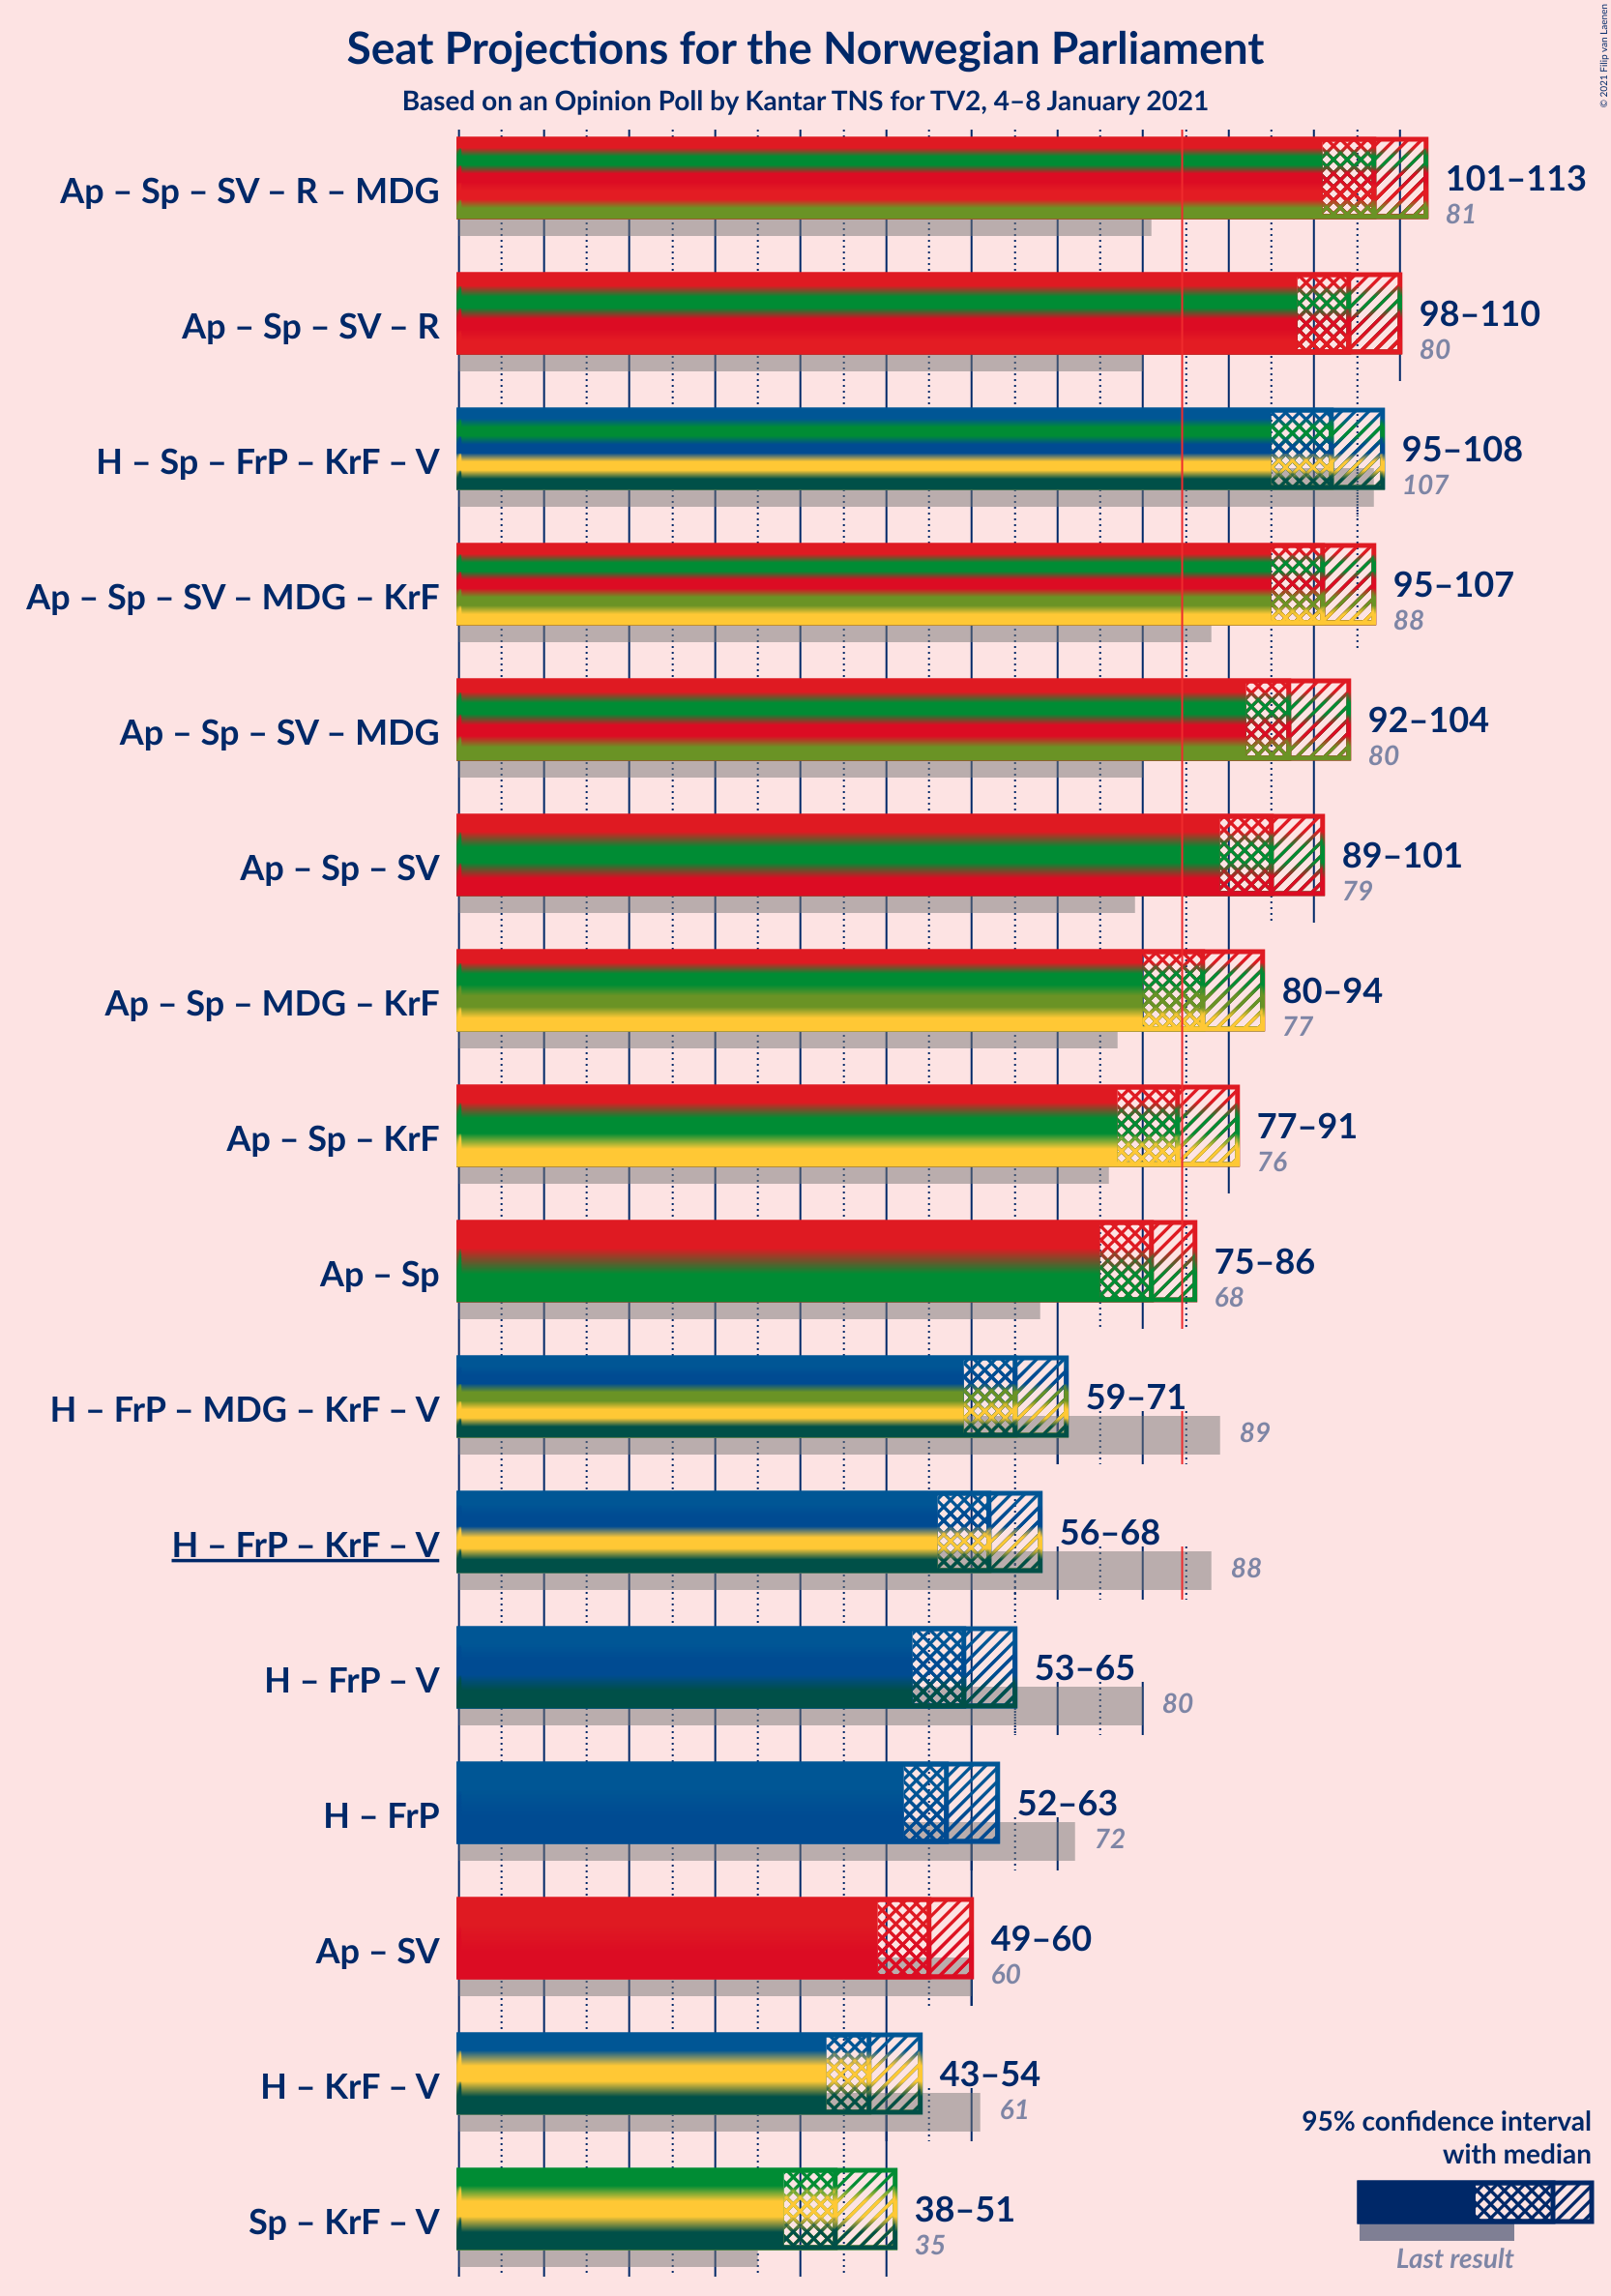 © 2021 Filip van Laenen
Seat Projections for the Norwegian Parliament
Based on an Opinion Poll by Kantar TNS for TV2, 4–8 January 2021
Ap – Sp – SV – R – MDG
101–113
81
Ap – Sp – SV – R
98–110
80
H – Sp – FrP – KrF – V
95–108
107
Ap – Sp – SV – MDG – KrF
95–107
88
Ap – Sp – SV – MDG
92–104
80
Ap – Sp – SV
89–101
79
Ap – Sp – MDG – KrF
80–94
77
Ap – Sp – KrF
77–91
76
Ap – Sp
75–86
68
H – FrP – MDG – KrF – V
59–71
89
H – FrP – KrF – V
56–68
88
H – FrP – V
53–65
80
H – FrP
52–63
72
Ap – SV
49–60
60
H – KrF – V
43–54
61
Sp – KrF – V
38–51
35
95% confidence interval
with median
Last result